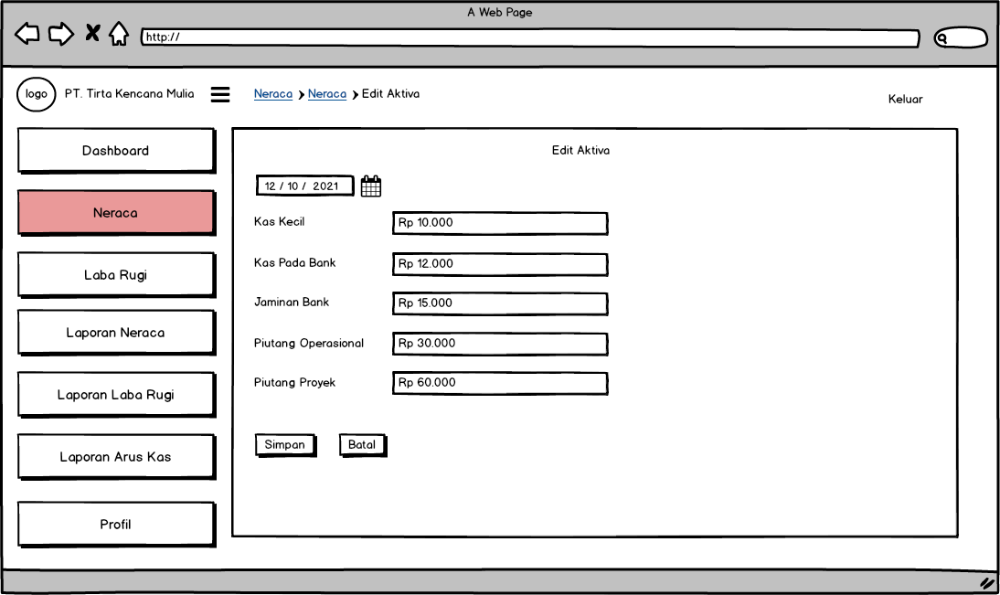 A Web Page
http://
logo
PT. Tirta Kencana Mulia
Neraca
Neraca
Edit Aktiva
Keluar
Dashboard
Neraca
Laba Rugi
Laporan Neraca
Laporan Laba Rugi
Laporan Arus Kas
Profil
Edit Aktiva
12 / 10 / 2021
Kas Kecil
Rp 10.000
Kas Pada Bank
Rp 12.000
Jaminan Bank
Rp 15.000
Piutang Operasional
Rp 30.000
Piutang Proyek
Rp 60.000
Simpan
Batal